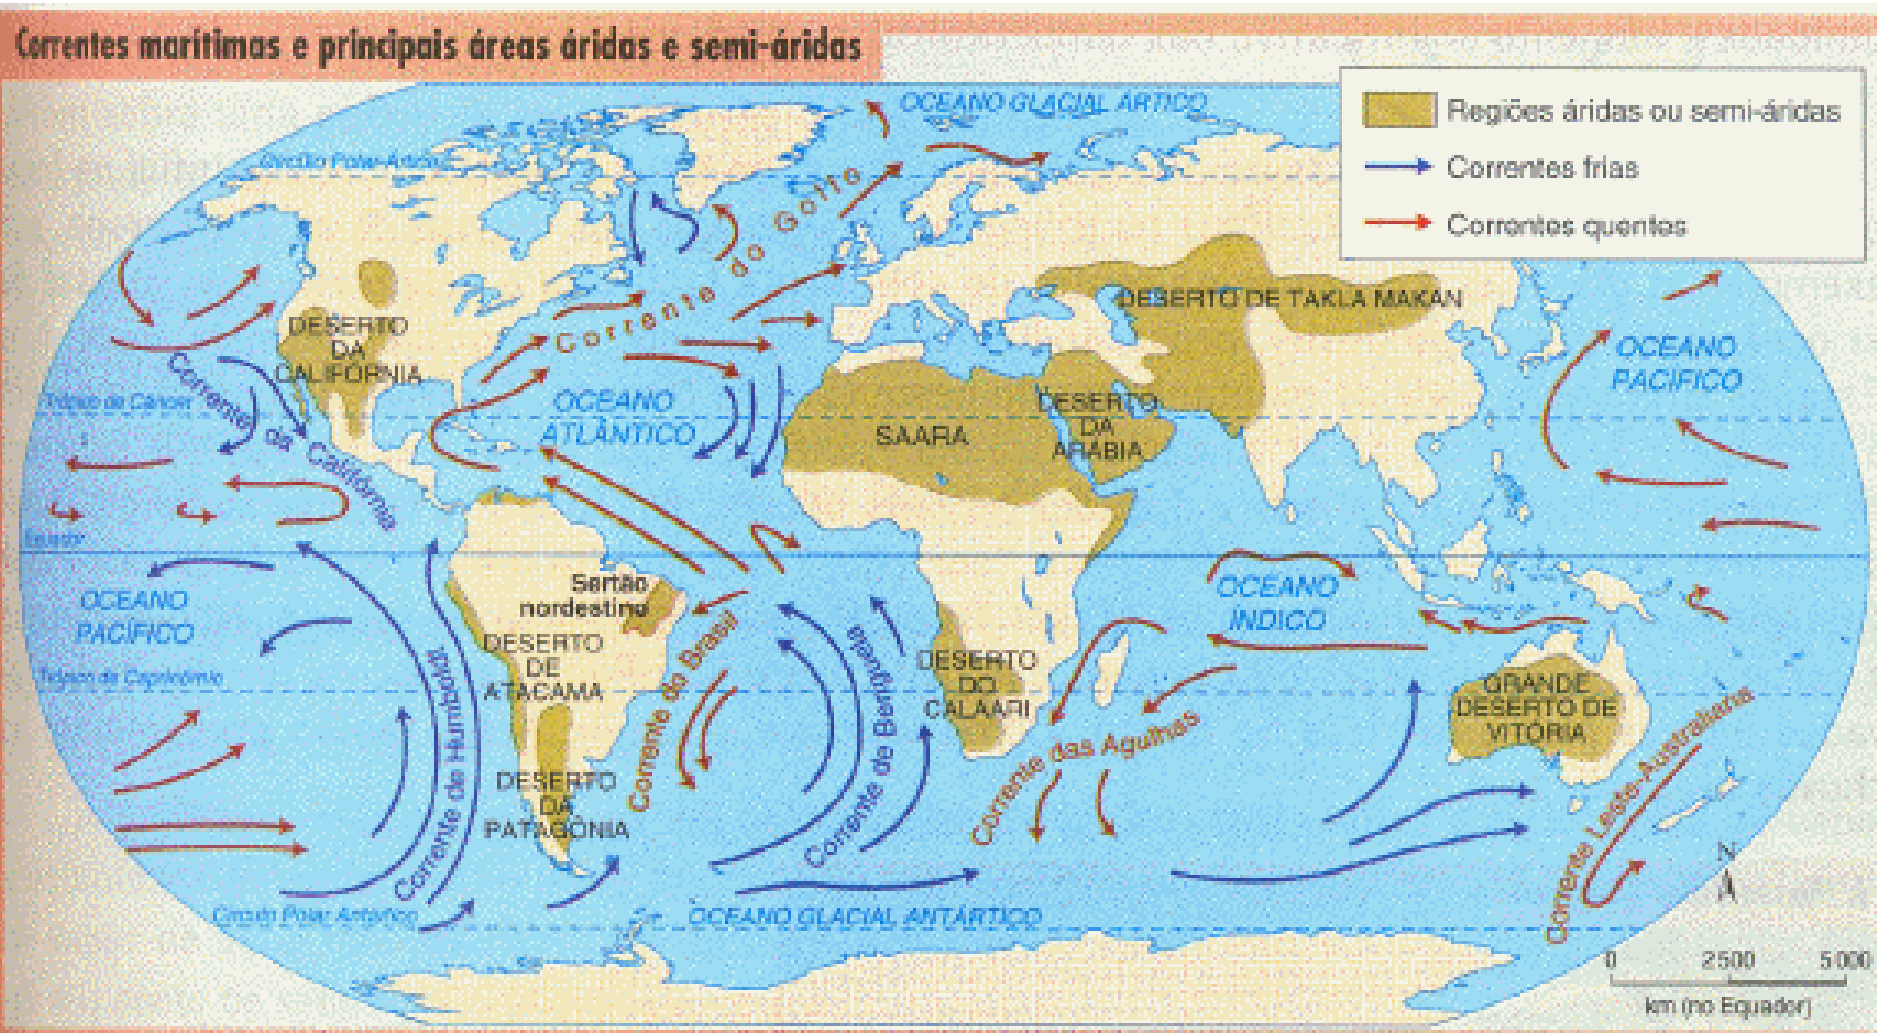 Correntes marítimas e principais áreas áridas e semi-áridas
Regiões áridas ou semi-áridas
Correntes frias
Correntes quentes
OCEANO GLACIAL ÁRTICO
Círculo Polar Ártico
Corrente do Golfo
DESERTO
DA
CALIFÓRNIA
DESERTO DE TAKLA MAKAN
OCEANO
PACÍFICO
Corrente da Califórnia
Trópico de Câncer
OCEANO
ATLÂNTICO
SAARA
DESERTO
DA
ARÁBIA
Equador
OCEANO
PACÍFICO
Sertão
nordestino
OCEANO
ÍNDICO
DESERTO
DE
ATACAMA
Corrente do Brasil
Corrente de Benguela
DESERTO
DO
CALAARI
Trópico de Capricórnio
Corrente de Humboldt
GRANDE
DESERTO DE
VITÓRIA
Corrente das Agulhas
Corrente Leste-Australiana
DESERTO
DA
PATAGÔNIA
Círculo Polar Antártico
OCEANO GLACIAL ANTÁRTICO
N
0 2500 5000
km (no Equador)